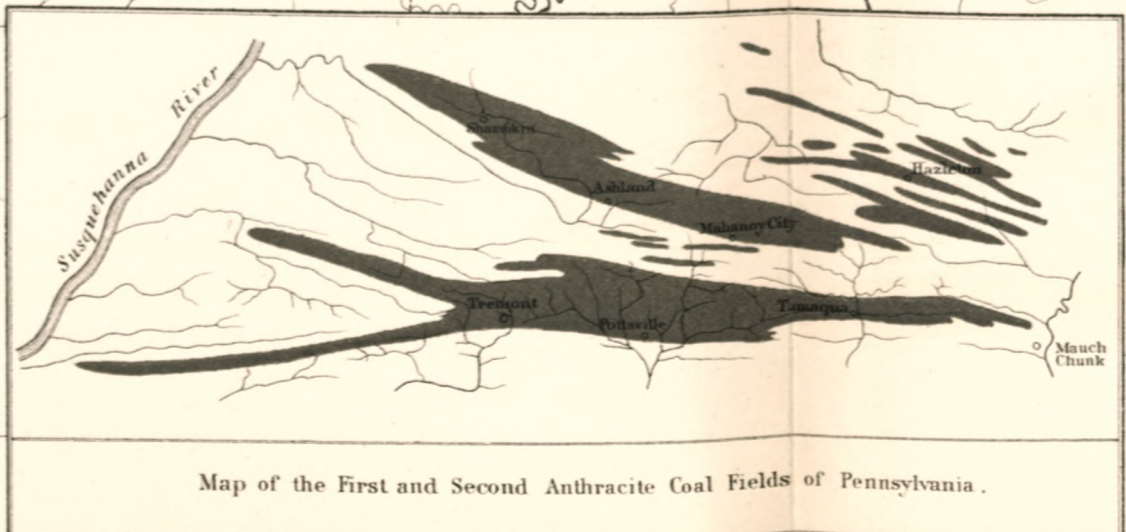 Susquehanna River
Shamokin
Ashland
Mahanoy City
Hazleton
Tremont
Pottsville
Tamaqua
Mauch
Chunk
Map of the First and Second Anthracite Coal Fields of Pennsylvania.